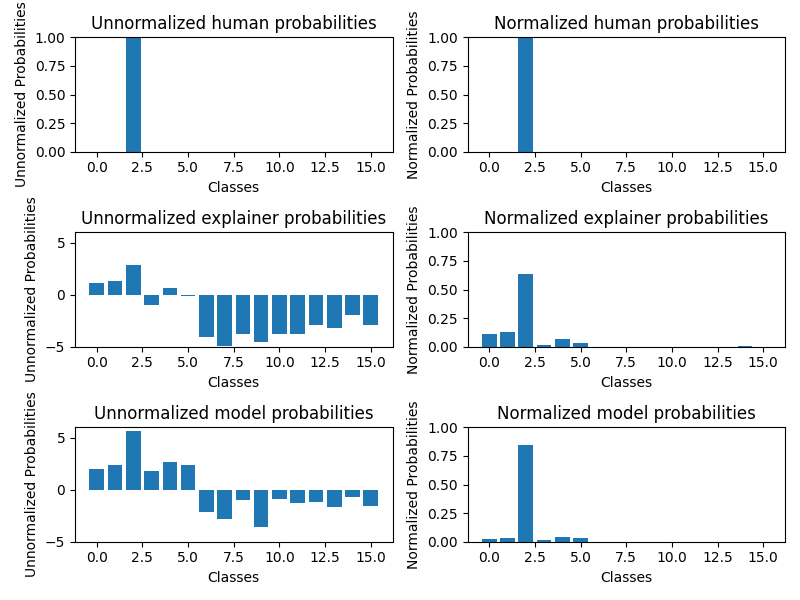 Unnormalized human probabilities
Unnormalized Probabilities
1.00
0.75
0.50
0.25
0.00
0.0 2.5 5.0 7.5 10.0 12.5 15.0
Classes
Normalized human probabilities
Normalized Probabilities
1.00
0.75
0.50
0.25
0.00
0.0 2.5 5.0 7.5 10.0 12.5 15.0
Classes
Unnormalized explainer probabilities
Unnormalized Probabilities
5
0
−5
0.0 2.5 5.0 7.5 10.0 12.5 15.0
Classes
Normalized explainer probabilities
Normalized Probabilities
1.00
0.75
0.50
0.25
0.00
0.0 2.5 5.0 7.5 10.0 12.5 15.0
Classes
Unnormalized model probabilities
Unnormalized Probabilities
5
0
−5
0.0 2.5 5.0 7.5 10.0 12.5 15.0
Classes
Normalized model probabilities
Normalized Probabilities
1.00
0.75
0.50
0.25
0.00
0.0 2.5 5.0 7.5 10.0 12.5 15.0
Classes